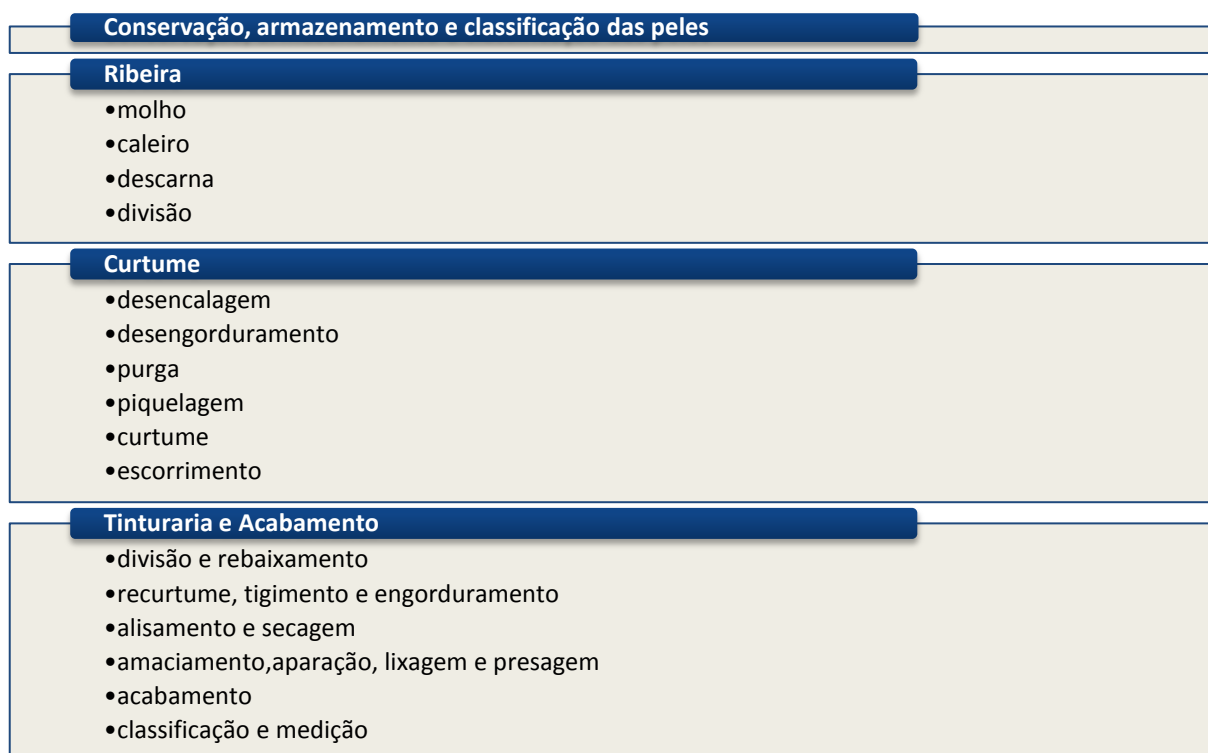 Conservação, armazenamento e classificação das peles
Ribeira
•molho
•caleiro
•descarna
•divisão
Curtume
•desencalagem
•desengorduramento
•purga
•piquelagem
•curtume
•escorrimento
Tinturaria e Acabamento
•divisão e rebaixamento
•recurtume, tigimento e engorduramento
•alisamento e secagem
•amaciamento,aparação, lixagem e presagem
•acabamento
•classificação e medição